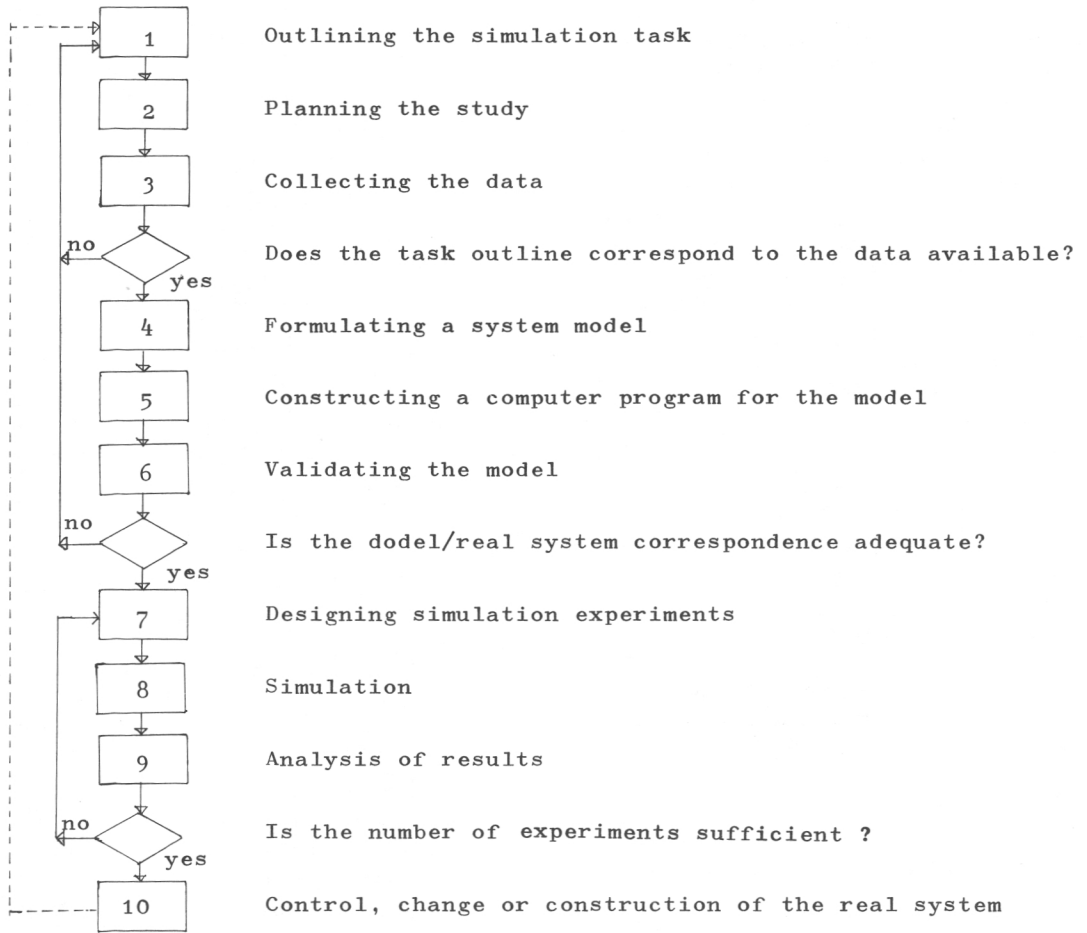 1 Outlining the simulation task
2 Planning the study
3 Collecting the data
no Does the task outline correspond to the data available?
yes
4 Formulating a system model
5 Constructing a computer program for the model
6 Validating the model
no Is the dodel/real system correspondence adequate?
yes
7 Designing simulation experiments
8 Simulation
9 Analysis of results
no Is the number of experiments sufficient ?
yes
10 Control, change or construction of the real system